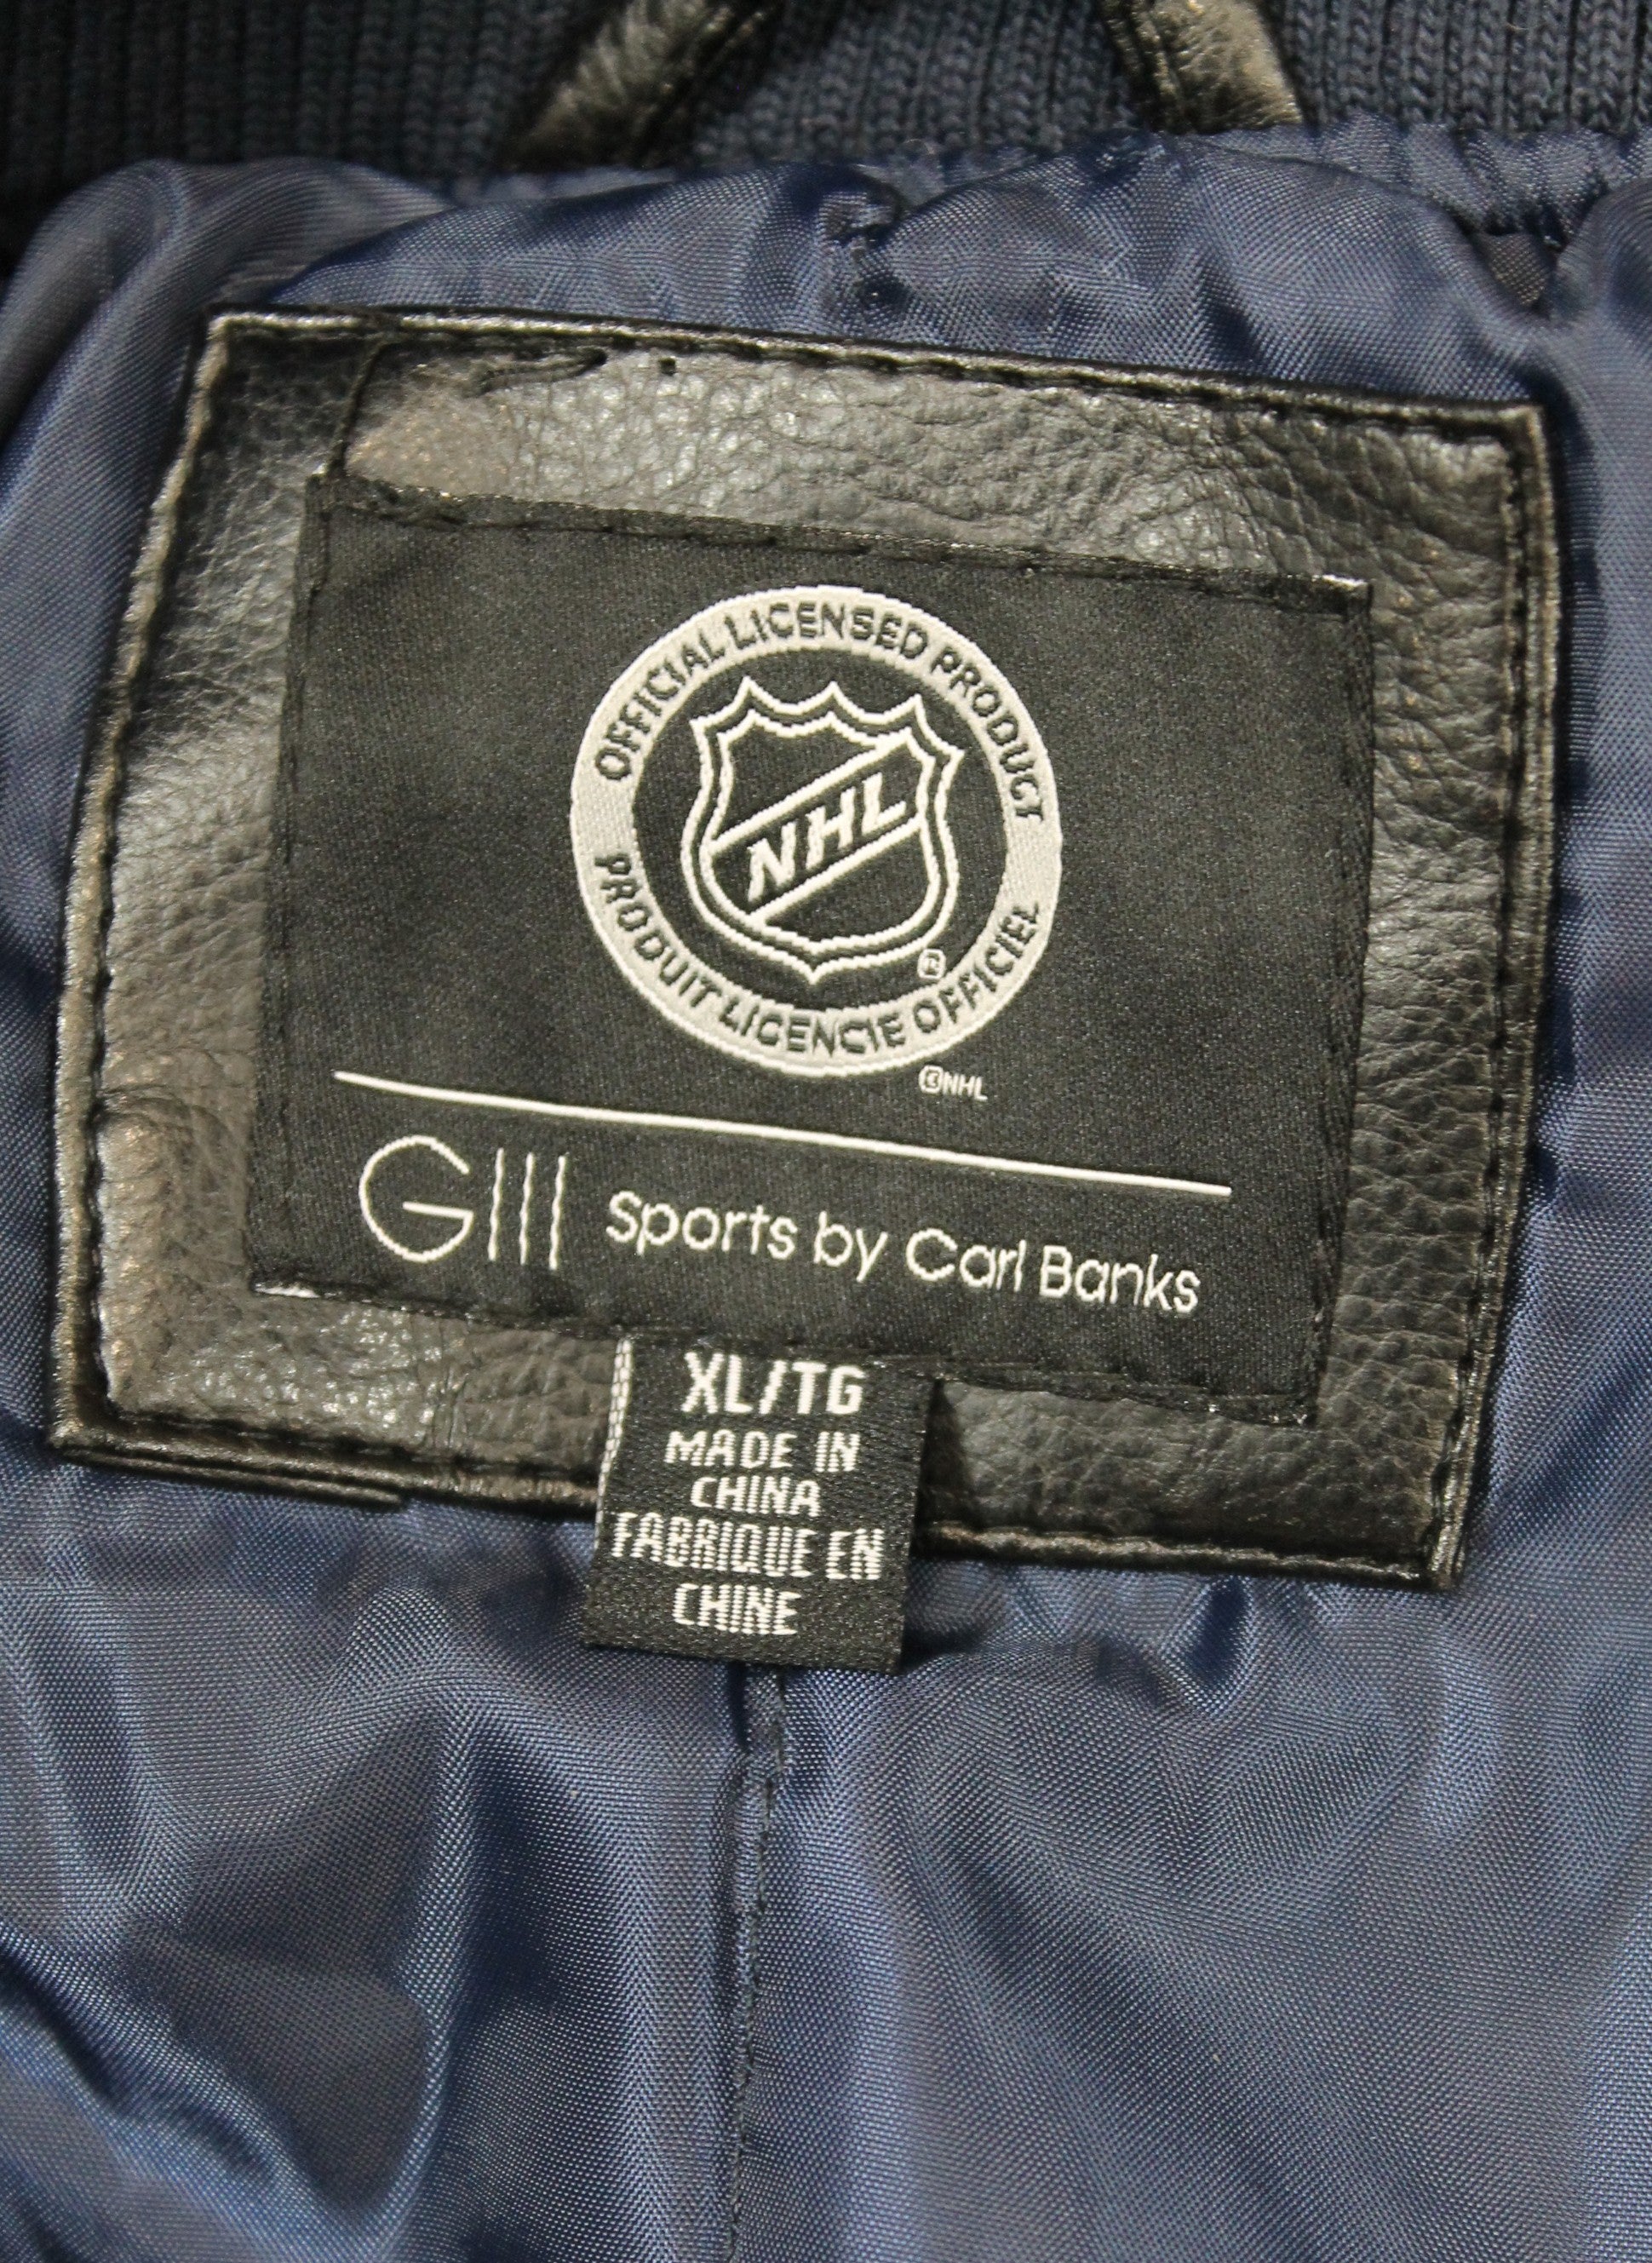 OFFICIAL LICENSED PRODUCT
NHL
®
PRODUIT LICENCIE OFFICIEL
©NHL
GIII Sports by Carl Banks
XL/TG
MADE IN
CHINA
FABRIQUE EN
CHINE